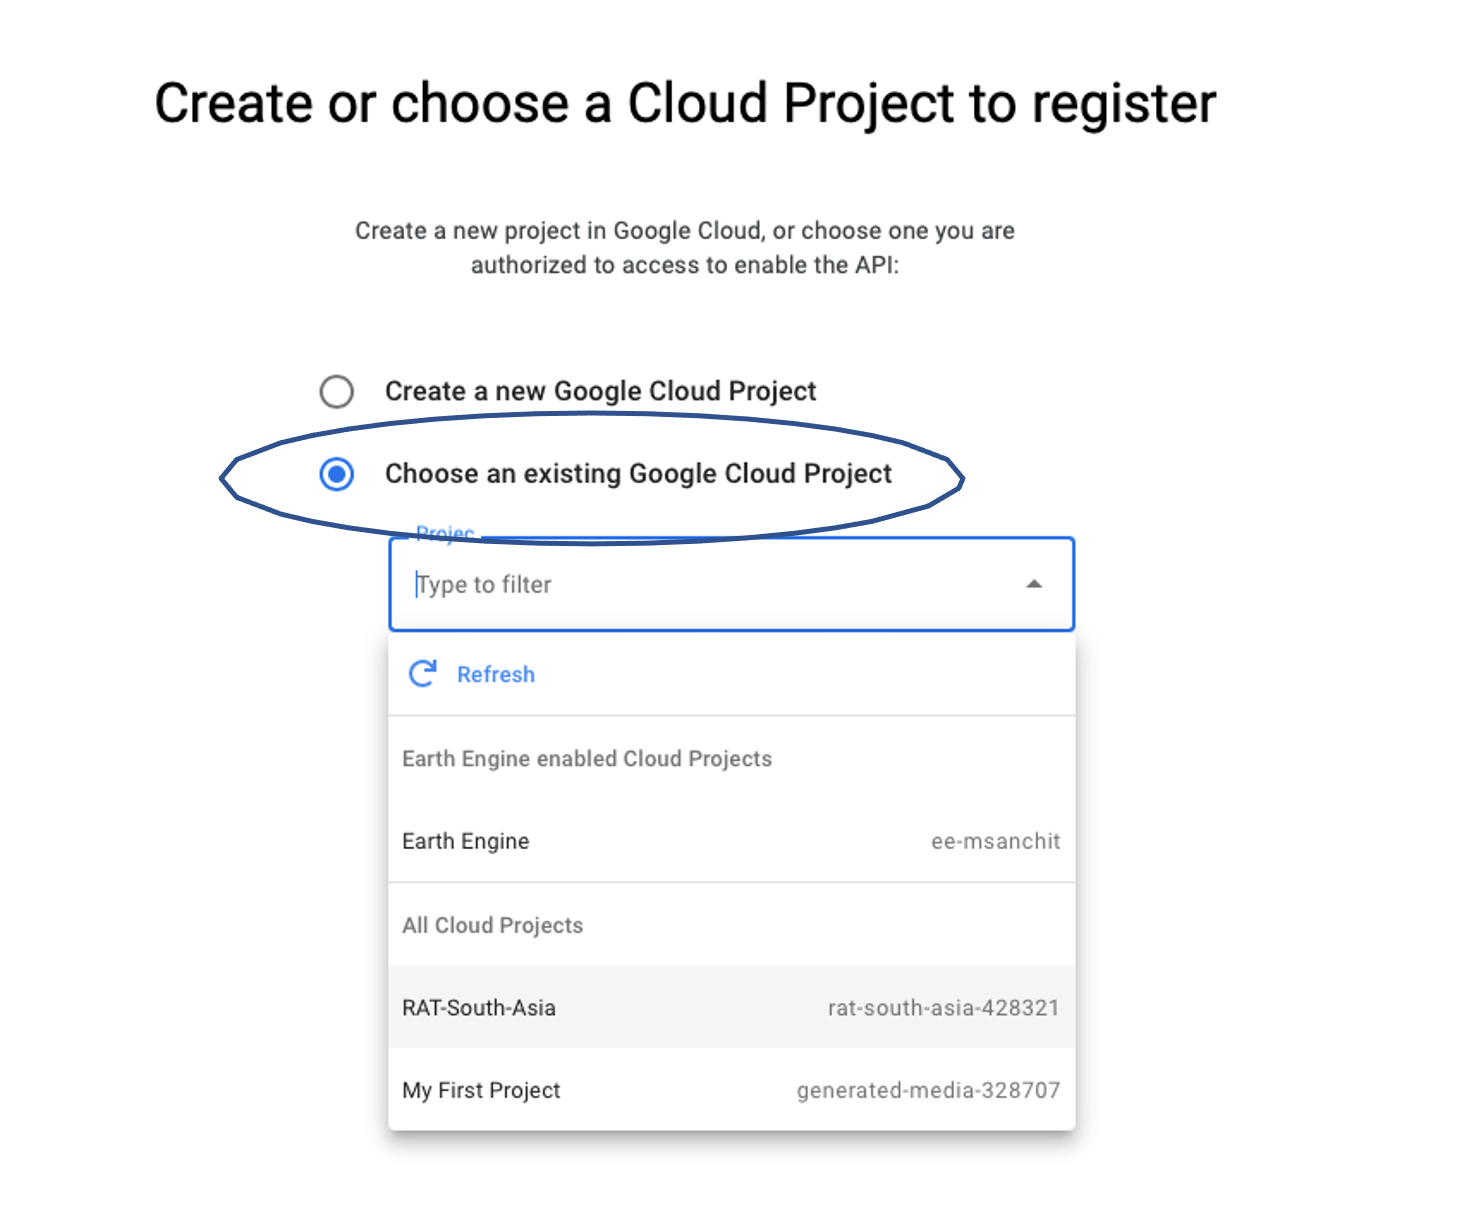 Create or choose a Cloud Project to register
Create a new project in Google Cloud, or choose one you are
authorized to access to enable the API:
Create a new Google Cloud Project
Choose an existing Google Cloud Project
Projec
Type to filter
Refresh
Earth Engine enabled Cloud Projects
Earth Engine ee-msanchit
All Cloud Projects
RAT-South-Asia rat-south-asia-428321
My First Project generated-media-328707